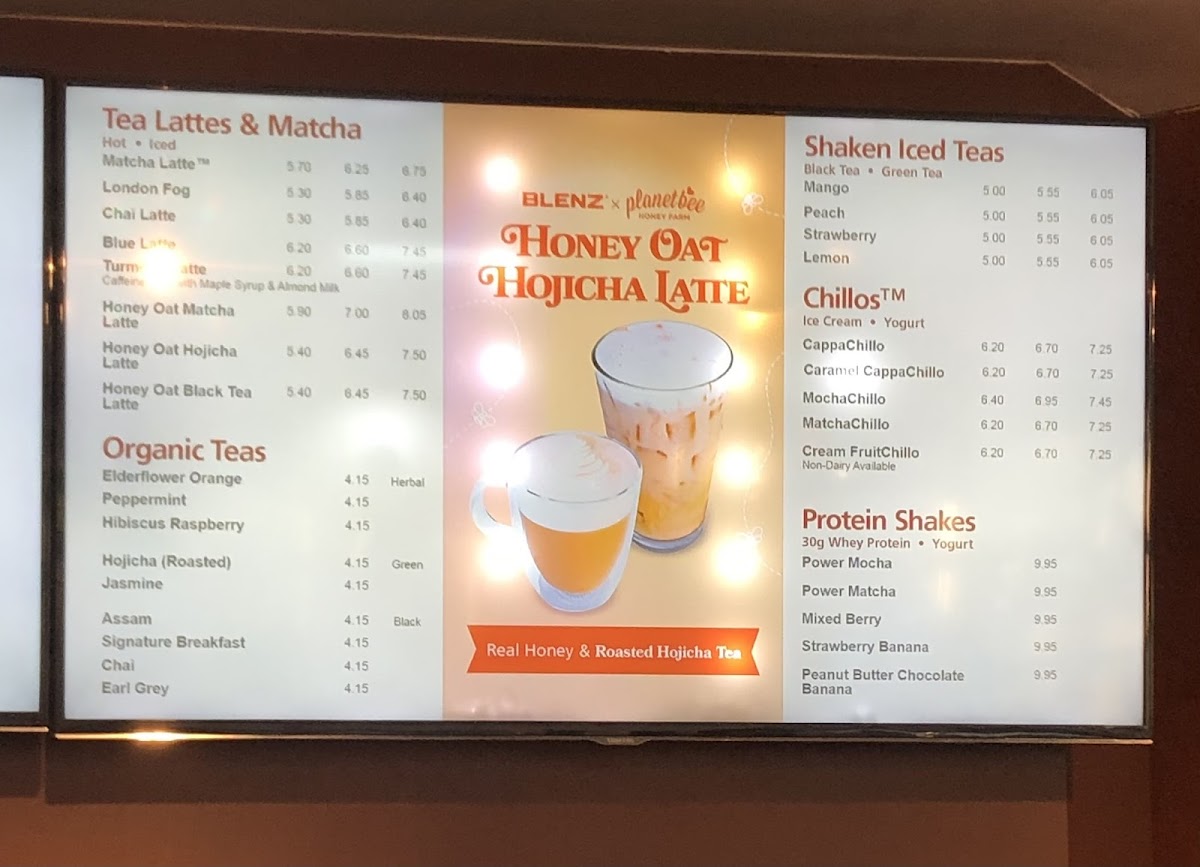 Tea Lattes & Matcha
Hot • Iced
Matcha Latte™ 5.70 6.25 6.75
London Fog 5.30 5.85 6.40
Chai Latte 5.30 5.85 6.40
Blue Latte 6.20 6.60 7.45
Latte 6.20 6.60 7.45
with Maple Syrup & Almond Milk
Honey Oat Matcha 5.90 7.00 8.05
Latte
Honey Oat Hojicha 5.40 6.45 7.50
Latte
Honey Oat Black Tea 5.40 6.45 7.50
Latte
Organic Teas
Elderflower Orange 4.15 Herbal
Peppermint 4.15
Hibiscus Raspberry 4.15
Hojicha (Roasted) 4.15 Green
Jasmine 4.15
Assam 4.15 Black
Signature Breakfast 4.15
Chai 4.15
Earl Grey 4.15
BLENZ × planet bee
HONEY FARM
HONEY OAT
HOJICHA LATTE
Real Honey & Roasted Hojicha Tea
Shaken Iced Teas
Black Tea • Green Tea
Mango 5.00 5.55 6.05
Peach 5.00 5.55 6.05
Strawberry 5.00 5.55 6.05
Lemon 5.00 5.55 6.05
Chillos™
Ice Cream • Yogurt
CappaChillo 6.20 6.70 7.25
Caramel CappaChillo 6.20 6.70 7.25
MochaChillo 6.40 6.95 7.45
MatchaChillo 6.20 6.70 7.25
Cream FruitChillo 6.20 6.70 7.25
Non-Dairy Available
Protein Shakes
30g Whey Protein • Yogurt
Power Mocha 9.95
Power Matcha 9.95
Mixed Berry 9.95
Strawberry Banana 9.95
Peanut Butter Chocolate 9.95
Banana